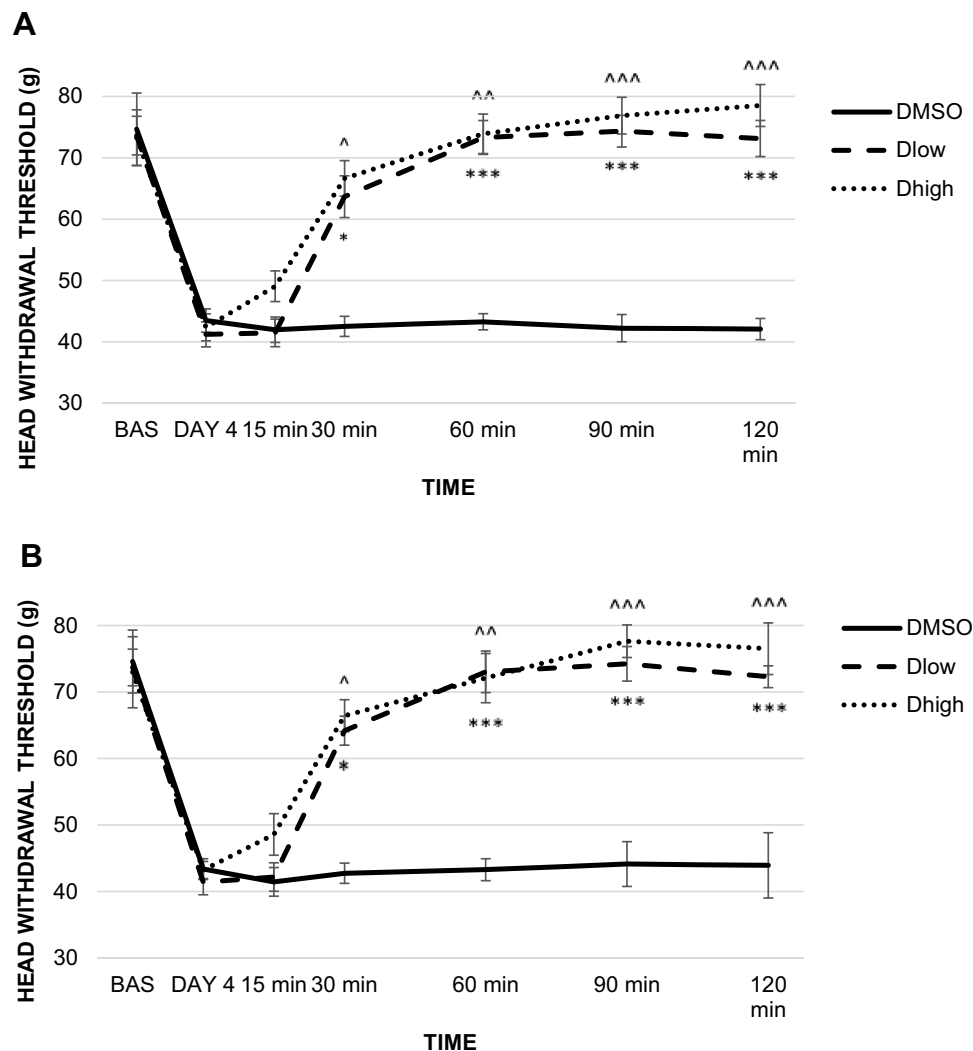 A
HEAD WITHDRAWAL THRESHOLD (g)
80
70
60
50
40
30
^
^^
^^^
^^^
*
***
***
***
DMSO
Dlow
Dhigh
BAS DAY 4 15 min 30 min 60 min 90 min 120
min
TIME
B
HEAD WITHDRAWAL THRESHOLD (g)
80
70
60
50
40
30
^
^^
^^^
^^^
*
***
***
***
DMSO
Dlow
Dhigh
BAS DAY 4 15 min 30 min 60 min 90 min 120
min
TIME